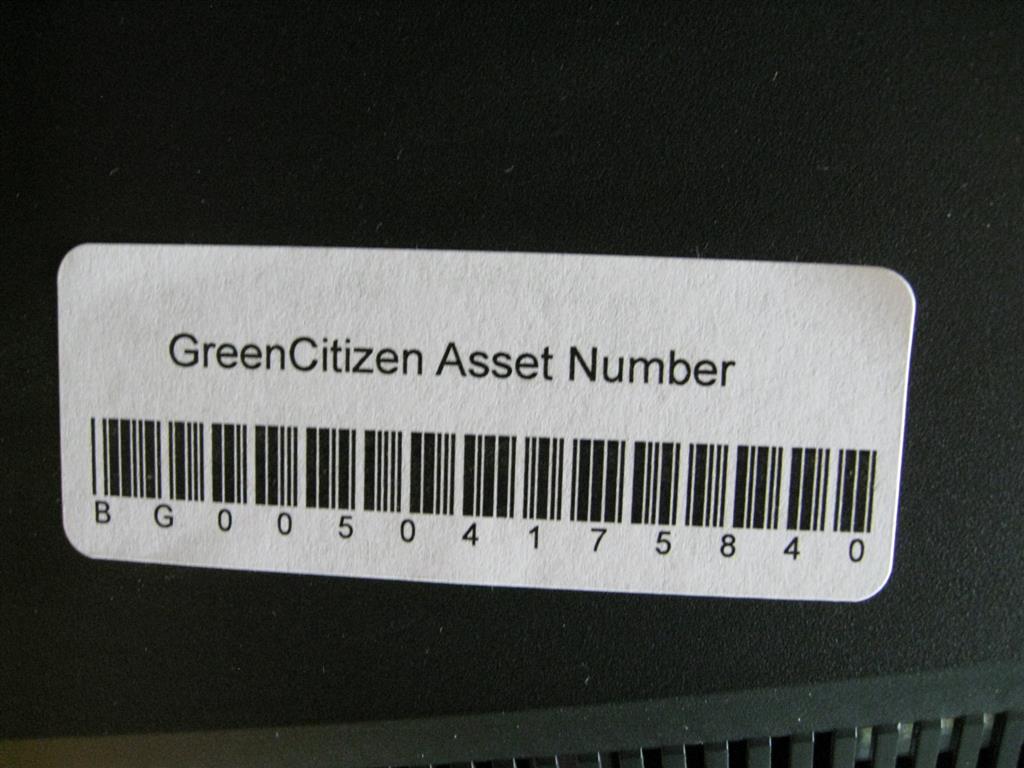 GreenCitizen Asset Number
B G 0 0 5 0 4 1 7 5 8 4 0